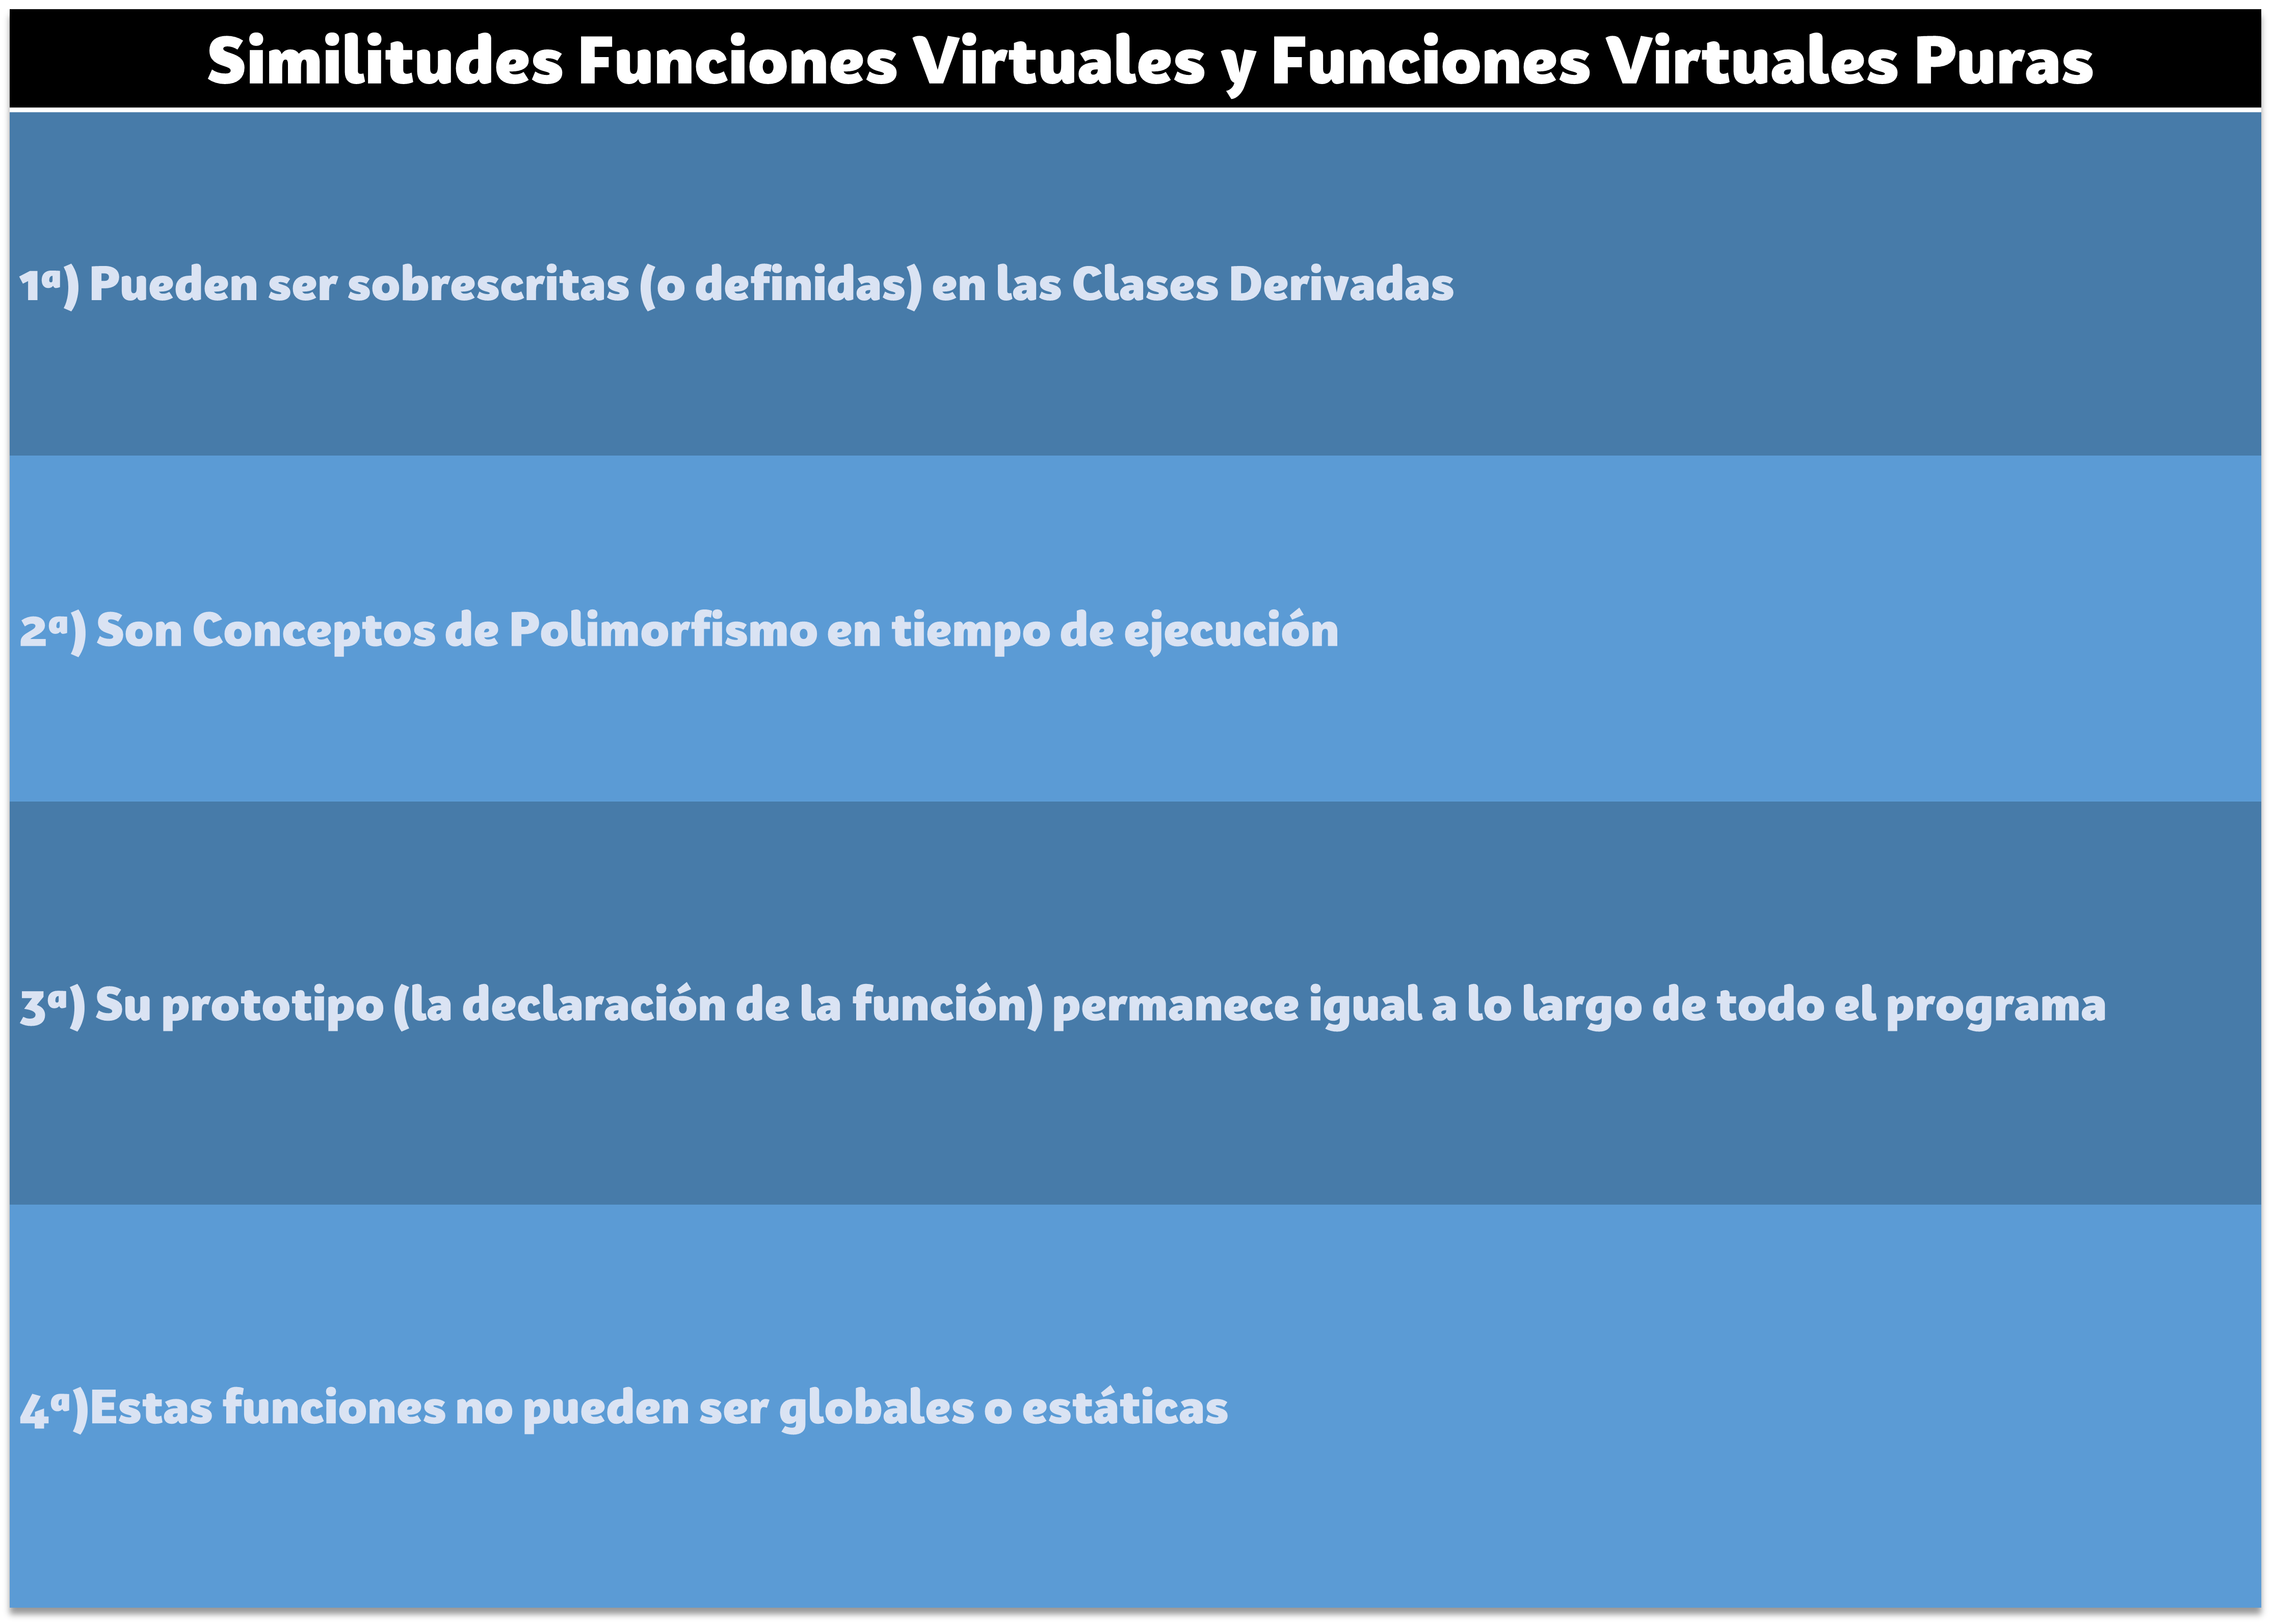 Similitudes Funciones Virtuales y Funciones Virtuales Puras
1ª) Pueden ser sobrescritas (o definidas) en las Clases Derivadas
2ª) Son Conceptos de Polimorfismo en tiempo de ejecución
3ª) Su prototipo (la declaración de la función) permanece igual a lo largo de todo el programa
4ª)Estas funciones no pueden ser globales o estáticas